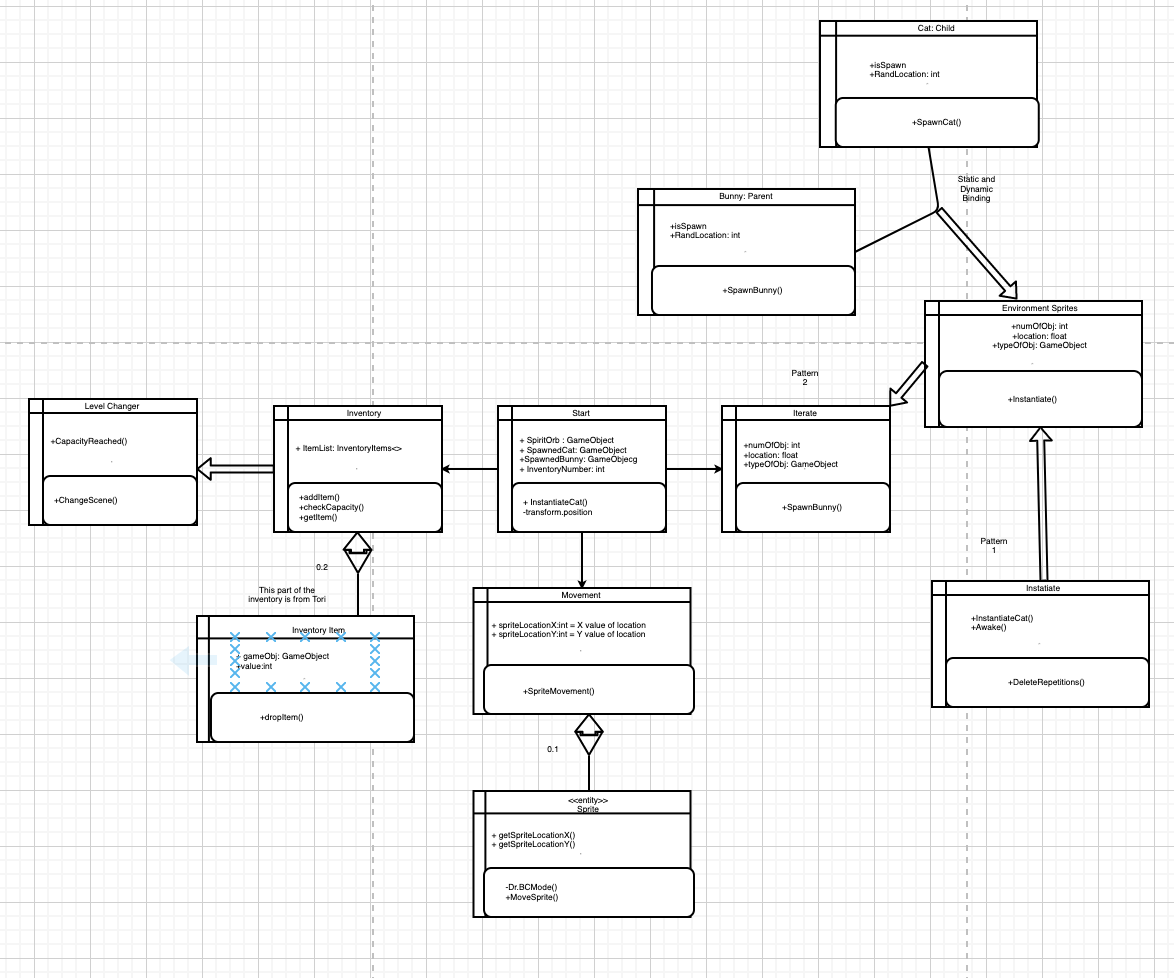 Cat: Child
+isSpawn
+RandLocation: int
+SpawnCat()
Static and
Dynamic
Binding
Bunny: Parent
+isSpawn
+RandLocation: int
+SpawnBunny()
Environment Sprites
+numOfObj: int
+location: float
+typeOfObj: GameObject
+Instantiate()
Pattern
2
Level Changer
+CapacityReached()
+ChangeScene()
Inventory
+ ItemList: InventoryItems<>
+addItem()
+checkCapacity()
+getItem()
Start
+ SpiritOrb : GameObject
+ SpawnedCat: GameObject
+SpawnedBunny: GameObjecg
+ InventoryNumber: int
+ InstantiateCat()
-transform.position
Iterate
+numOfObj: int
+location: float
+typeOfObj: GameObject
+SpawnBunny()
Pattern
1
0.2
This part of the
inventory is from Tori
Inventory Item
+ gameObj: GameObject
+value:int
+dropItem()
Movement
+ spriteLocationX:int = X value of location
+ spriteLocationY:int = Y value of location
+SpriteMovement()
Instatiate
+InstantiateCat()
+Awake()
+DeleteRepetitions()
0.1
<<entity>>
Sprite
+ getSpriteLocationX()
+ getSpriteLocationY()
-Dr.BCMode()
+MoveSprite()